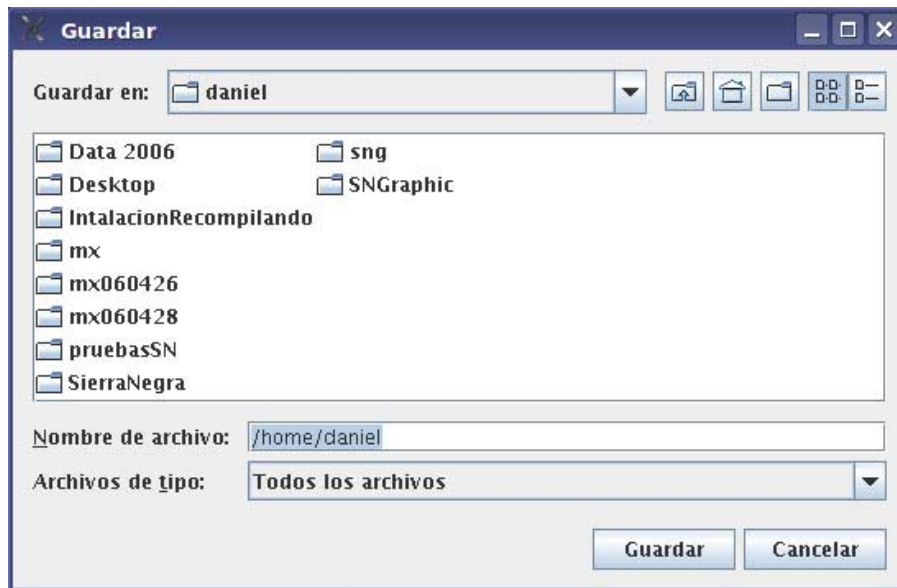 Guardar
Guardar en: daniel
Data 2006
Desktop
IntalacionRecompilando
mx
mx060426
mx060428
pruebasSN
SierraNegra
sng
SNGraphic
Nombre de archivo: /home/daniel
Archivos de tipo: Todos los archivos
Guardar Cancelar